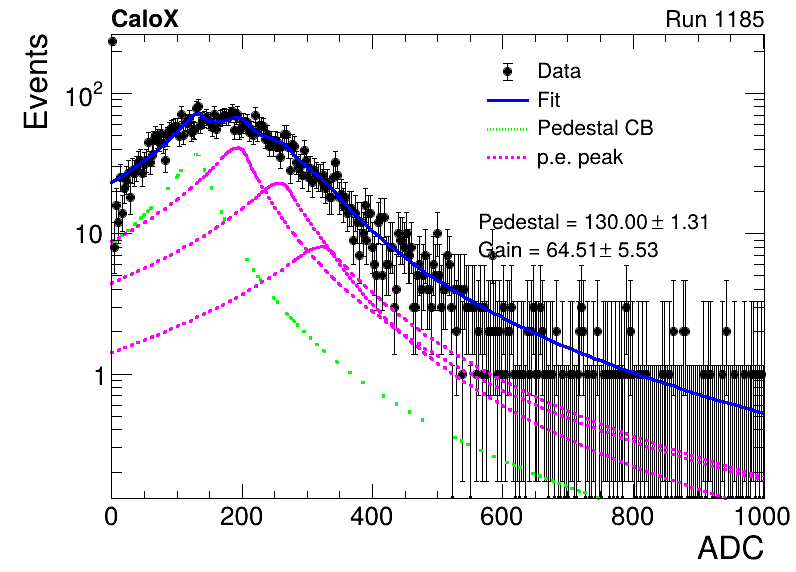 CaloX Run 1185
Events
Data
Fit
Pedestal CB
p.e. peak
Pedestal = 130.00 ± 1.31
Gain = 64.51 ± 5.53
10²
10
1
0 200 400 600 800 1000
ADC